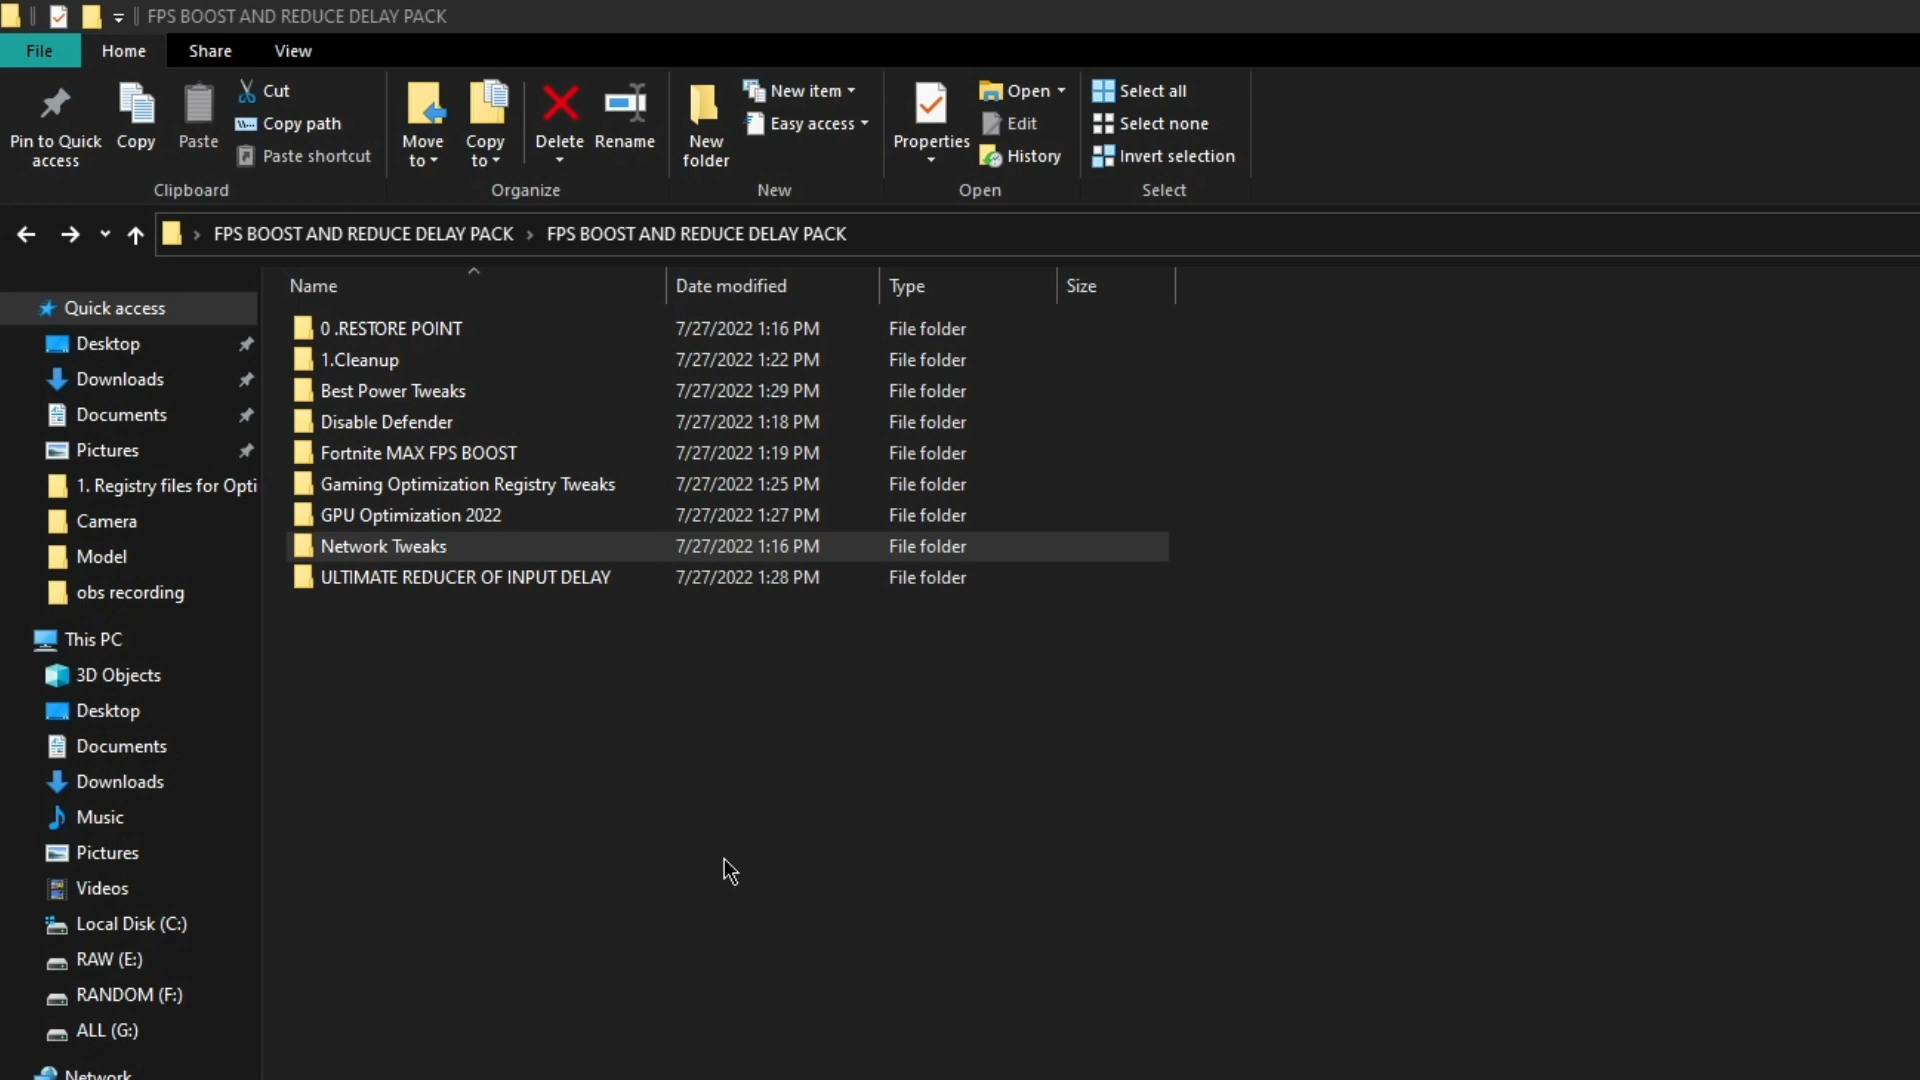 FPS BOOST AND REDUCE DELAY PACK
File Home Share View
Pin to Quick access
Copy
Paste
Cut
Copy path
Paste shortcut
Clipboard
Move to
Copy to
Delete
Rename
Organize
New folder
New item
Easy access
New
Properties
Open
Edit
History
Open
Select all
Select none
Invert selection
Select
FPS BOOST AND REDUCE DELAY PACK › FPS BOOST AND REDUCE DELAY PACK
Name Date modified Type Size
0 .RESTORE POINT 7/27/2022 1:16 PM File folder
1.Cleanup 7/27/2022 1:22 PM File folder
Best Power Tweaks 7/27/2022 1:29 PM File folder
Disable Defender 7/27/2022 1:18 PM File folder
Fortnite MAX FPS BOOST 7/27/2022 1:19 PM File folder
Gaming Optimization Registry Tweaks 7/27/2022 1:25 PM File folder
GPU Optimization 2022 7/27/2022 1:27 PM File folder
Network Tweaks 7/27/2022 1:16 PM File folder
ULTIMATE REDUCER OF INPUT DELAY 7/27/2022 1:28 PM File folder
Quick access
Desktop
Downloads
Documents
Pictures
1. Registry files for Opti
Camera
Model
obs recording
This PC
3D Objects
Desktop
Documents
Downloads
Music
Pictures
Videos
Local Disk (C:)
RAW (E:)
RANDOM (F:)
ALL (G:)
Network